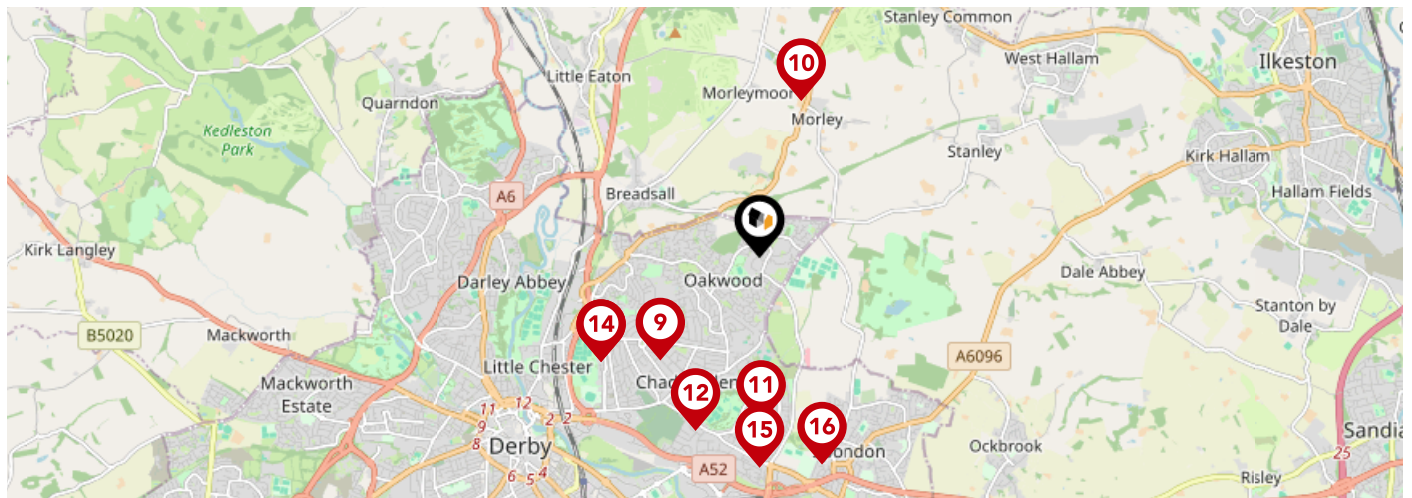 Stanley Common
10
West Hallam
Ilkeston
Little Eaton
Morleymoor
Quarndon
Morley
Kedleston
Park
Stanley
Kirk Hallam
Breadsall
A6
Hallam Fields
Kirk Langley
Oakwood
Darley Abbey
Dale Abbey
Stanton by
Dale
14
9
B5020
Mackworth
A6096
Little Chester
Mackworth
Estate
11
12
11
12
2
2
9
8
Derby
6
5
4
15
16
A52
Ockbrook
Risley
25